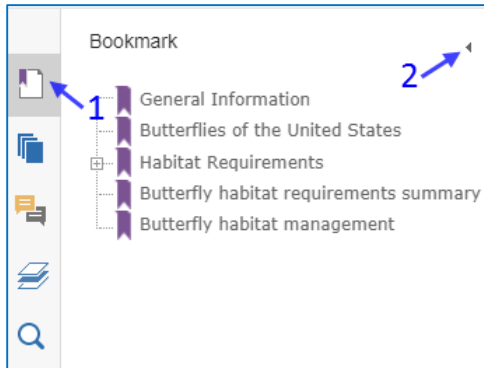 Bookmark
2
1
General Information
Butterflies of the United States
Habitat Requirements
Butterfly habitat requirements summary
Butterfly habitat management